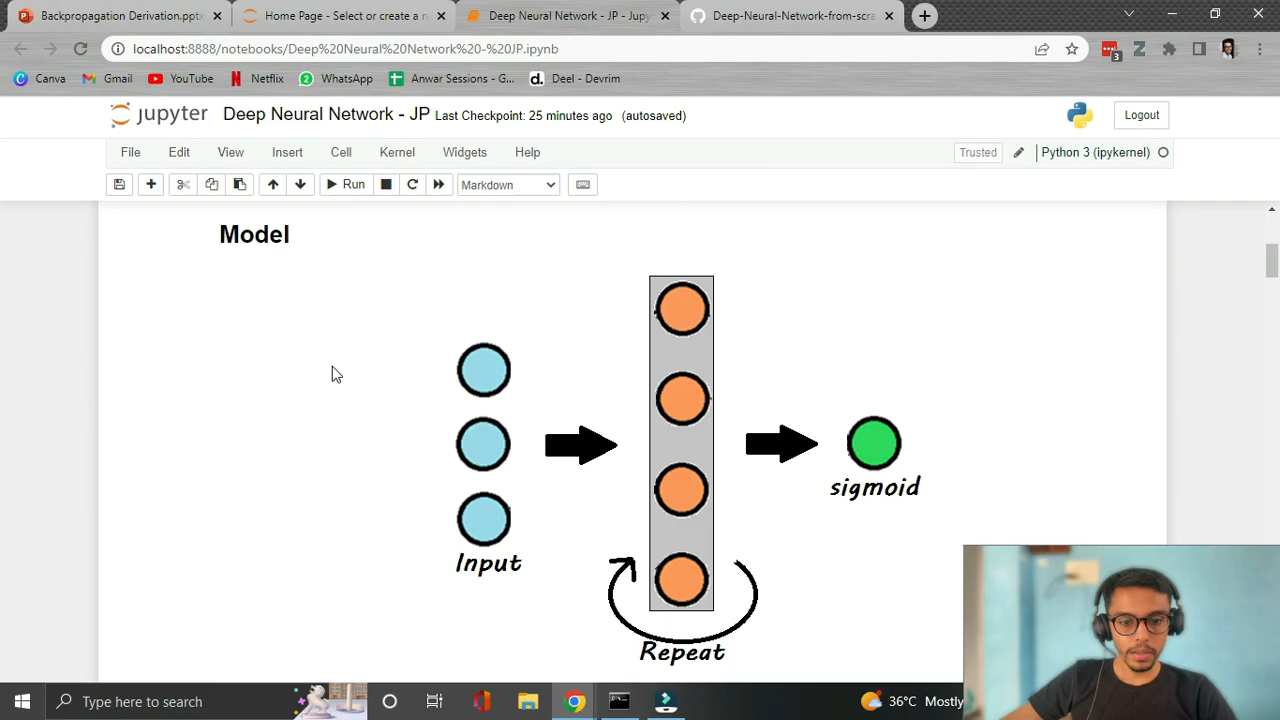 Backpropagation Derivation.pptx
Home Page - Select or create a n
Deep Neural Network - JP - Jupy
Deep-Neural-Network-from-scra
localhost:8888/notebooks/Deep%20Neural%20Network%20-%20JP.ipynb
3
Canva
Gmail
YouTube
Netflix
WhatsApp
Anwar Sessions - G...
Deel - Devrim
jupyter
Deep Neural Network - JP Last Checkpoint: 25 minutes ago (autosaved)
Logout
File Edit View Insert Cell Kernel Widgets Help
Trusted
Python 3 (ipykernel)
Run
Markdown
Model
sigmoid
Input
Repeat
Type here to search
36°C Mostly